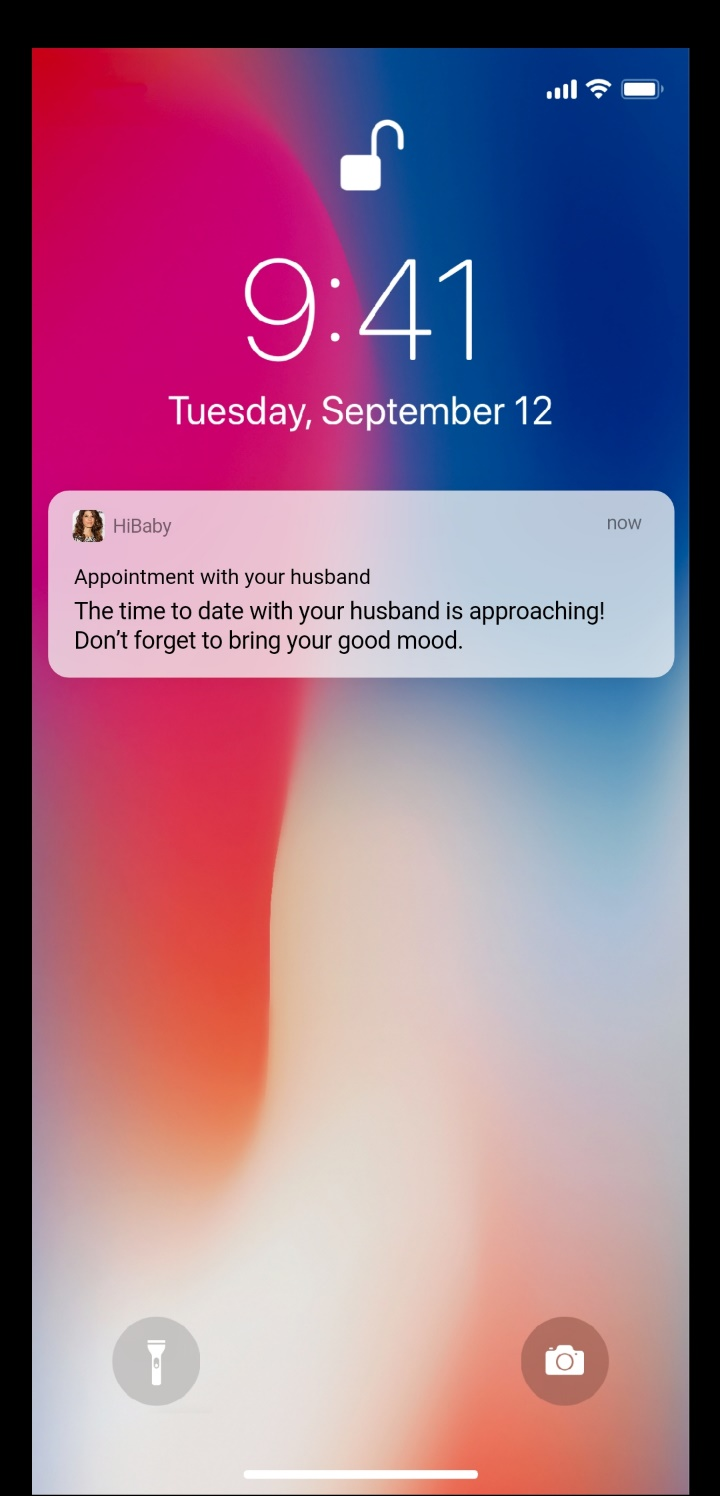 9:41
Tuesday, September 12
HiBaby
now
Appointment with your husband
The time to date with your husband is approaching!
Don't forget to bring your good mood.